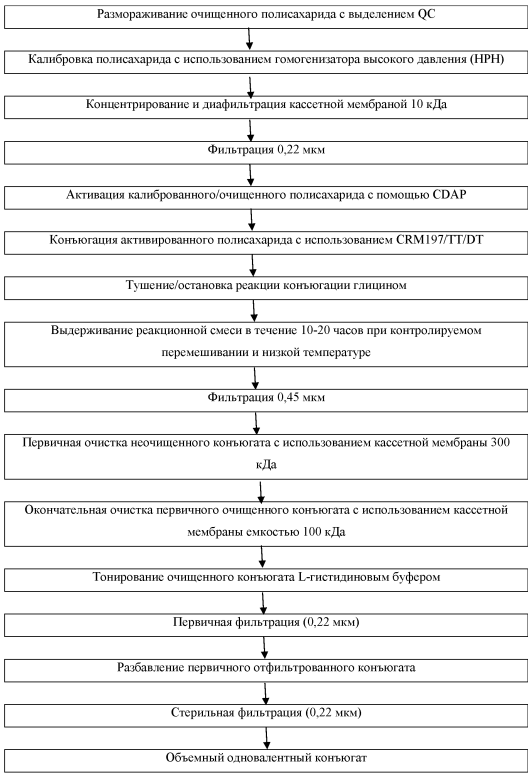 Размораживание очищенного полисахарида с выделением QC
Калибровка полисахарида с использованием гомогенизатора высокого давления (HPH)
Концентрирование и диафильтрация кассетной мембраной 10 кДа
Фильтрация 0,22 мкм
Активация калиброванного/очищенного полисахарида с помощью CDAP
Конъюгация активированного полисахарида с использованием CRM197/TT/DT
Тушение/остановка реакции конъюгации глицином
Выдерживание реакционной смеси в течение 10-20 часов при контролируемом
перемешивании и низкой температуре
Фильтрация 0,45 мкм
Первичная очистка неочищенного конъюгата с использованием кассетной мембраны 300
кДа
Окончательная очистка первичного очищенного конъюгата с использованием кассетной
мембраны емкостью 100 кДа
Тонирование очищенного конъюгата L-гистидиновым буфером
Первичная фильтрация (0,22 мкм)
Разбавление первичного отфильтрованного конъюгата
Стерильная фильтрация (0,22 мкм)
Объемный одновалентный конъюгат